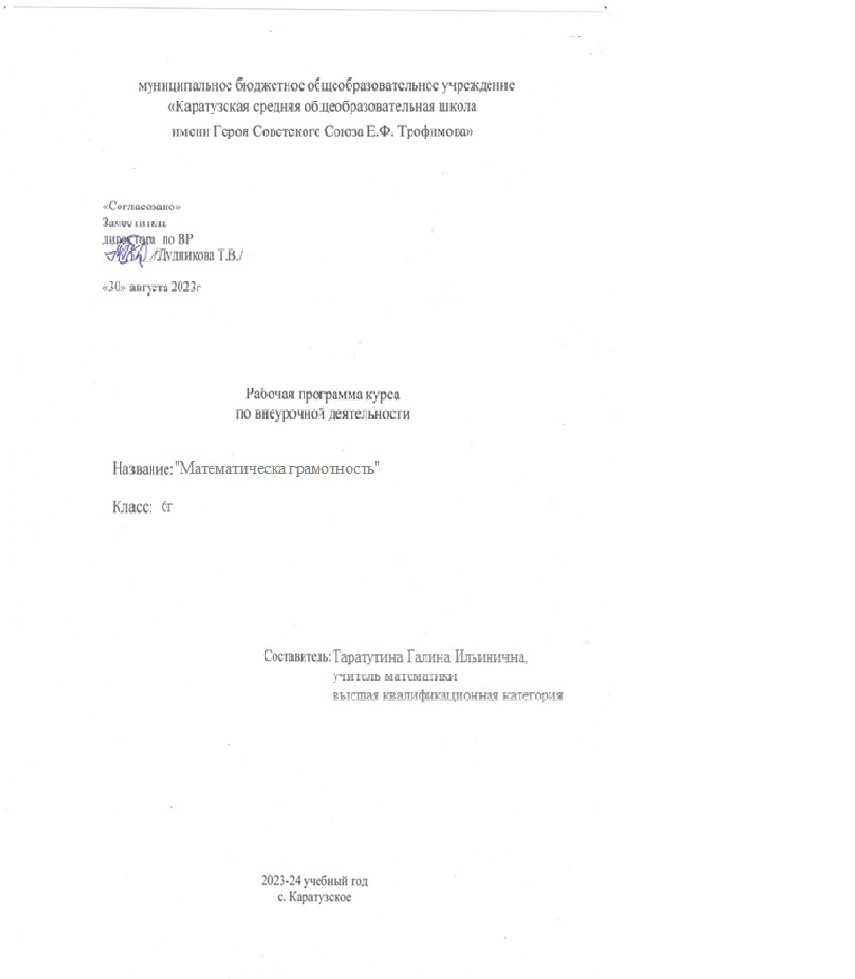 муниципальное бюджетное общеобразовательное учреждение
«Каратузская средняя общеобразовательная школа
имени Героя Советского Союза Е.Ф. Трофимова»
«Согласовано»
Заместитель
директора по ВР
/Дудникова Т.В./
«30» августа 2023г
Рабочая программа курса
по внеурочной деятельности
Название: "Математическа грамотность"
Класс: 6г
Составитель: Таратутина Галина Ильинична,
учитель математики
высшая квалификационная категория
2023-24 учебный год
с. Каратузское